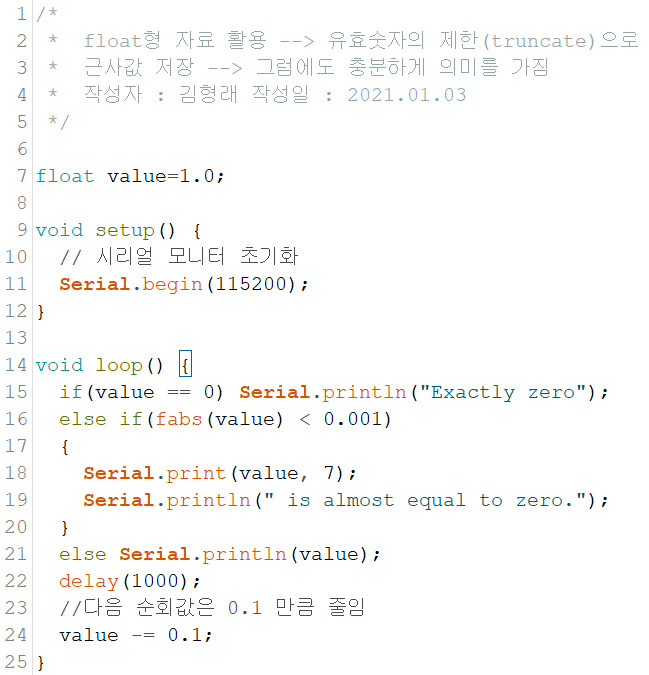 1 /*
2  *  float형 자료 활용 --> 유효숫자의 제한(truncate)으로
3  *  근사값 저장 --> 그럼에도 충분하게 의미를 가짐
4  *  작성자 : 김형래 작성일 : 2021.01.03
5  */
6
7 float value=1.0;
8
9 void setup() {
10   // 시리얼 모니터 초기화
11   Serial.begin(115200);
12 }
13
14 void loop() {
15   if(value == 0) Serial.println("Exactly zero");
16   else if(fabs(value) < 0.001)
17   {
18     Serial.print(value, 7);
19     Serial.println(" is almost equal to zero.");
20   }
21   else Serial.println(value);
22   delay(1000);
23   //다음 순회값은 0.1 만큼 줄임
24   value -= 0.1;
25 }